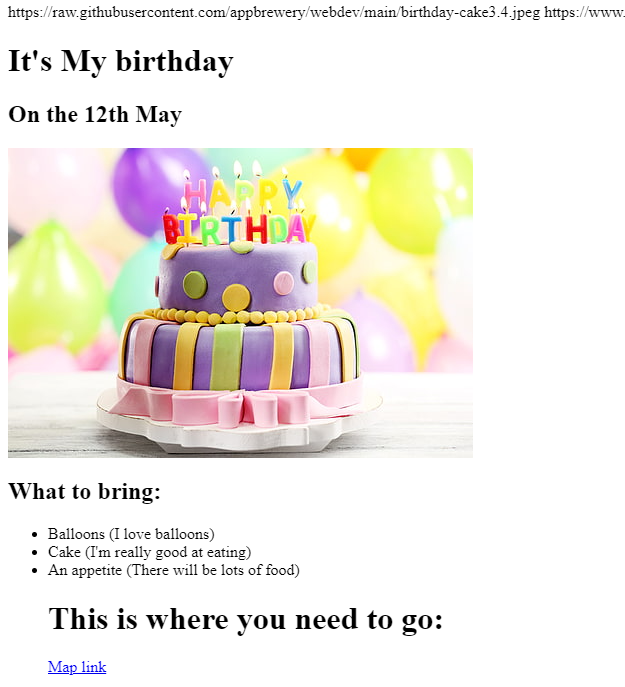 https://raw.githubusercontent.com/appbrewery/webdev/main/birthday-cake3.4.jpeg https://www.
It's My birthday
On the 12th May
HAPPY
BIRTHDAY
What to bring:
Balloons (I love balloons)
Cake (I'm really good at eating)
An appetite (There will be lots of food)
This is where you need to go:
Map link